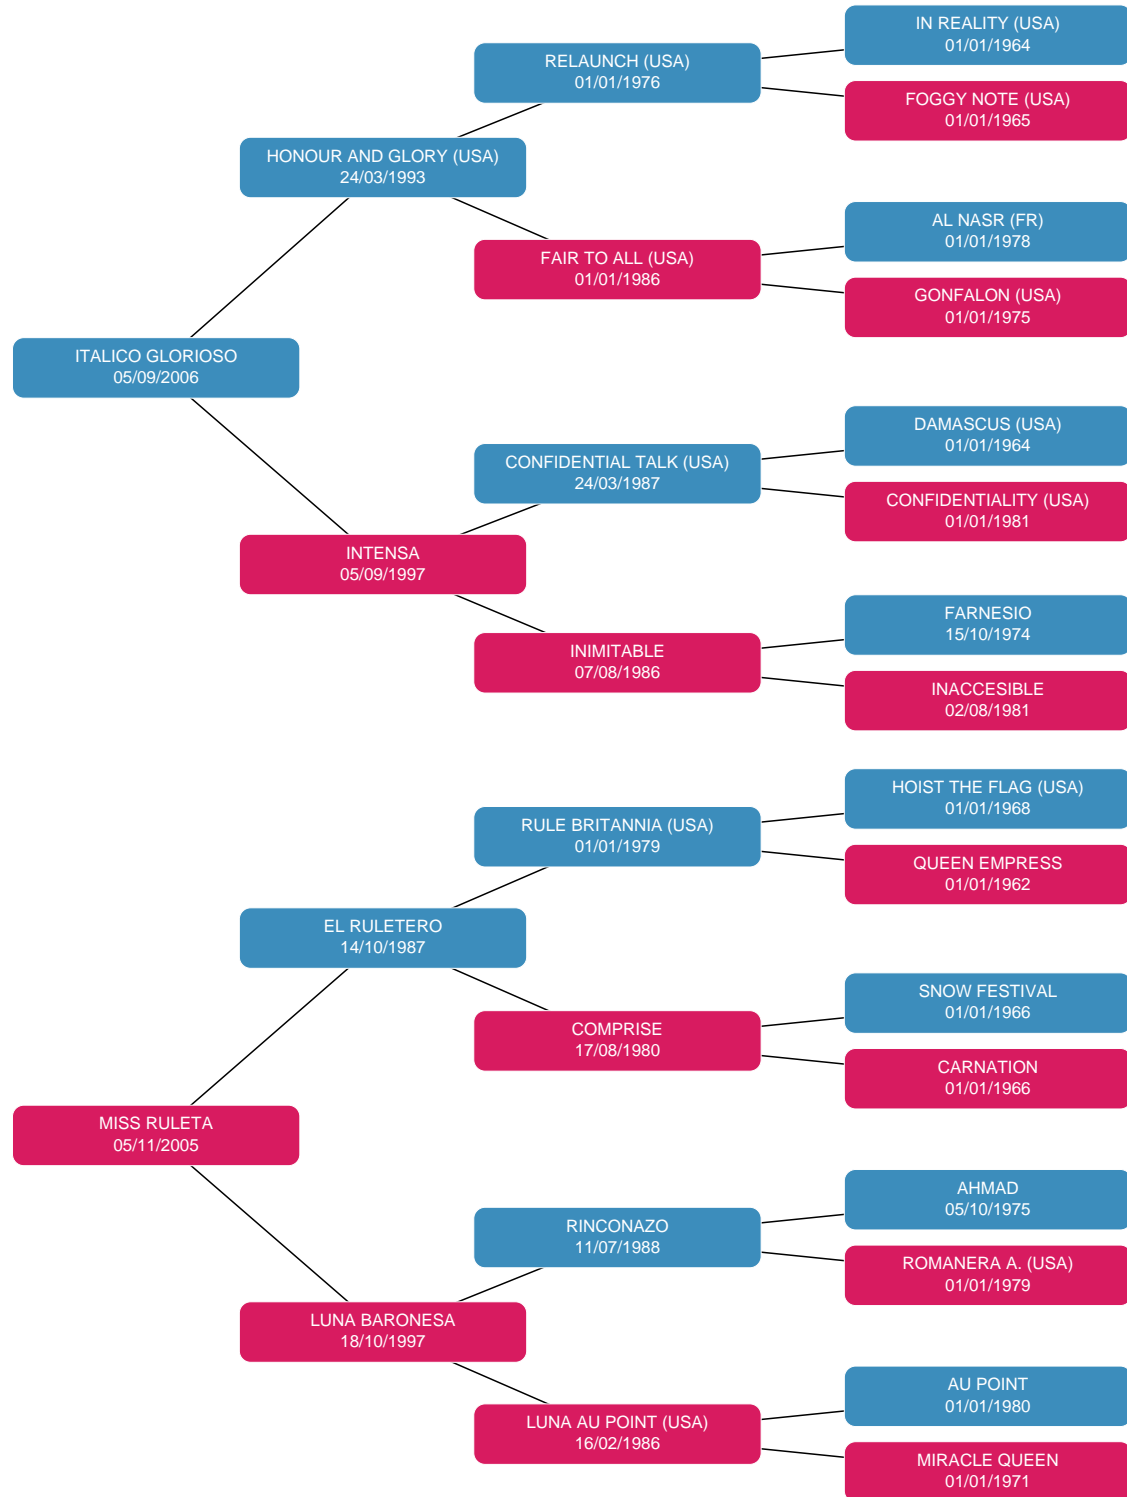 IN REALITY (USA)
01/01/1964
RELAUNCH (USA)
01/01/1976
FOGGY NOTE (USA)
01/01/1965
HONOUR AND GLORY (USA)
24/03/1993
AL NASR (FR)
01/01/1978
FAIR TO ALL (USA)
01/01/1986
GONFALON (USA)
01/01/1975
ITALICO GLORIOSO
05/09/2006
DAMASCUS (USA)
01/01/1964
CONFIDENTIAL TALK (USA)
24/03/1987
CONFIDENTIALITY (USA)
01/01/1981
INTENSA
05/09/1997
FARNESIO
15/10/1974
INIMITABLE
07/08/1986
INACCESIBLE
02/08/1981
HOIST THE FLAG (USA)
01/01/1968
RULE BRITANNIA (USA)
01/01/1979
QUEEN EMPRESS
01/01/1962
EL RULETERO
14/10/1987
SNOW FESTIVAL
01/01/1966
COMPRISE
17/08/1980
CARNATION
01/01/1966
MISS RULETA
05/11/2005
AHMAD
05/10/1975
RINCONAZO
11/07/1988
ROMANERA A. (USA)
01/01/1979
LUNA BARONESA
18/10/1997
AU POINT
01/01/1980
LUNA AU POINT (USA)
16/02/1986
MIRACLE QUEEN
01/01/1971